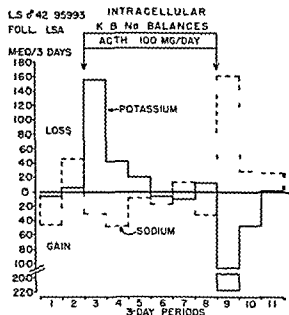 L.S ♂ 42 95993
FOLL. LSA
INTRACELLULAR
K & Na BALANCES
ACTH 100 MG/DAY
MEQ/3 DAYS
180
160
140
120
100
80
60
40
20
0
20
40
60
80
100
200
220
LOSS
GAIN
POTASSIUM
SODIUM
1 2 3 4 5 6 7 8 9 10 11
3-DAY PERIODS